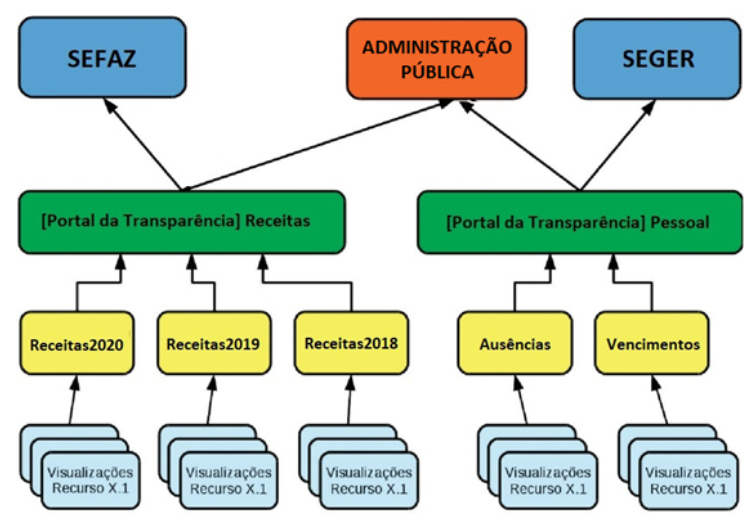 SEFAZ
ADMINISTRAÇÃO
PÚBLICA
SEGER
[Portal da Transparência] Receitas
[Portal da Transparência] Pessoal
Receitas2020
Receitas2019
Receitas2018
Ausências
Vencimentos
Visualizações
Recurso X.1
Visualizações
Recurso X.1
Visualizações
Recurso X.1
Visualizações
Recurso X.1
Visualizações
Recurso X.1